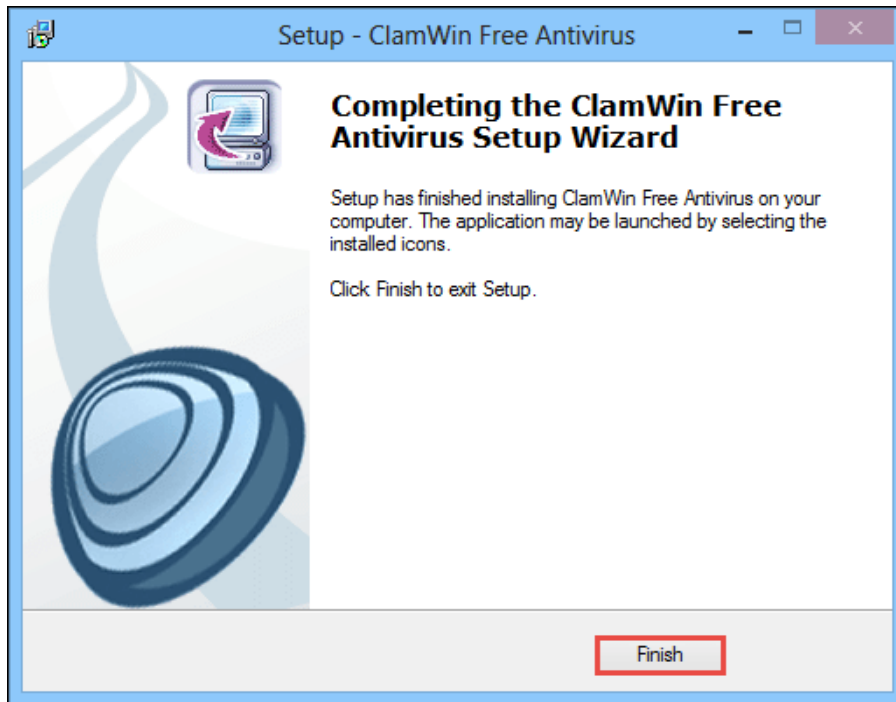 Setup - ClamWin Free Antivirus
Completing the ClamWin Free
Antivirus Setup Wizard
Setup has finished installing ClamWin Free Antivirus on your
computer. The application may be launched by selecting the
installed icons.
Click Finish to exit Setup.
Finish